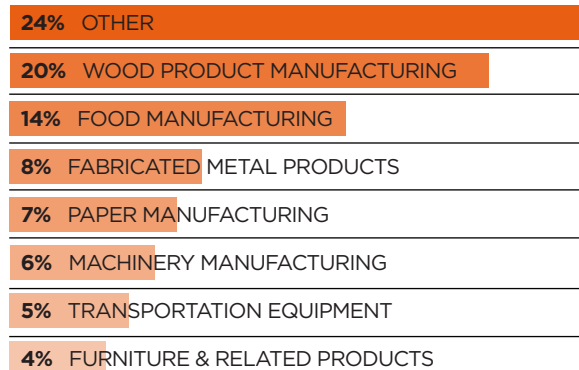 24% OTHER
20% WOOD PRODUCT MANUFACTURING
14% FOOD MANUFACTURING
8% FABRICATED METAL PRODUCTS
7% PAPER MANUFACTURING
6% MACHINERY MANUFACTURING
5% TRANSPORTATION EQUIPMENT
4% FURNITURE & RELATED PRODUCTS